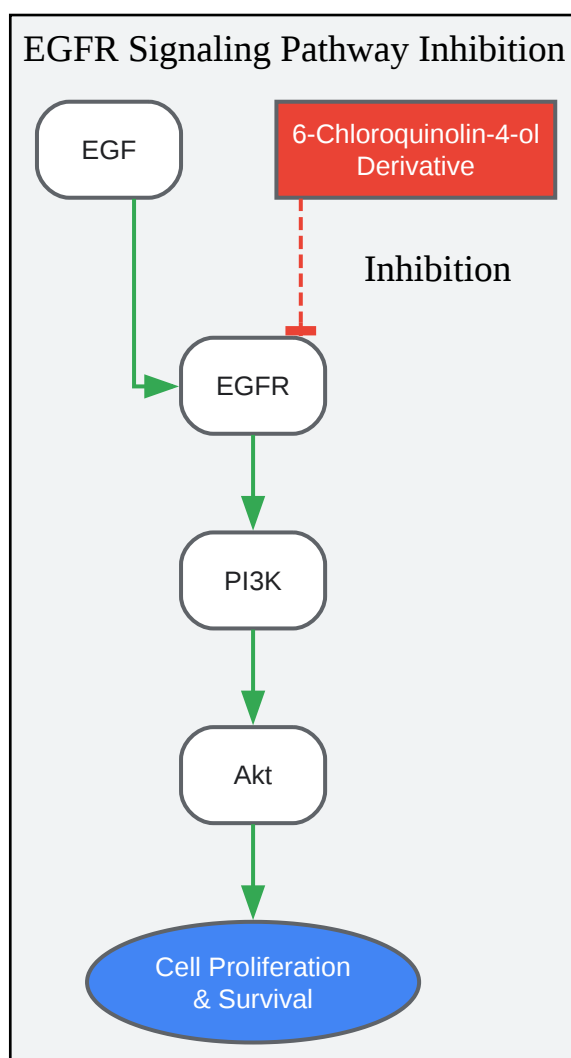 EGFR Signaling Pathway Inhibition
EGF
6-Chloroquinolin-4-ol
Derivative
Inhibition
EGFR
PI3K
Akt
Cell Proliferation
& Survival